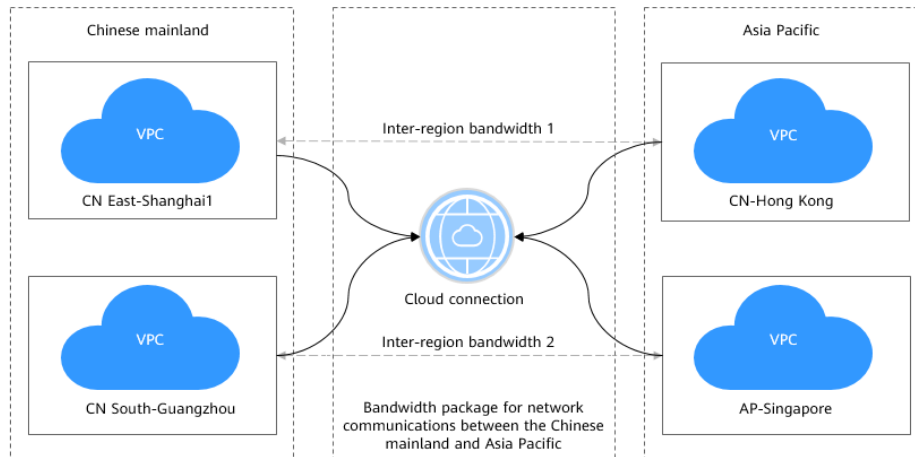 Chinese mainland
Asia Pacific
VPC
CN East-Shanghai1
Inter-region bandwidth 1
VPC
CN-Hong Kong
Cloud connection
VPC
CN South-Guangzhou
Inter-region bandwidth 2
VPC
AP-Singapore
Bandwidth package for network
communications between the Chinese
mainland and Asia Pacific